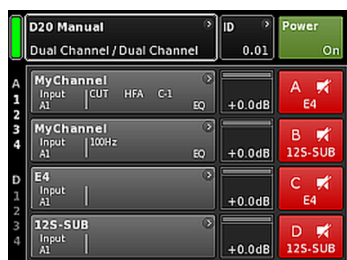 D20 Manual
Dual Channel / Dual Channel
ID
0.01
Power
On
A
1
2
3
4
D
1
2
3
4
MyChannel
Input
A1
CUT HFA C-1
EQ
+0.0dB
A
E4
MyChannel
Input
A1
100Hz
EQ
+0.0dB
B
12S-SUB
E4
Input
A1
+0.0dB
C
E4
12S-SUB
Input
A1
+0.0dB
D
12S-SUB